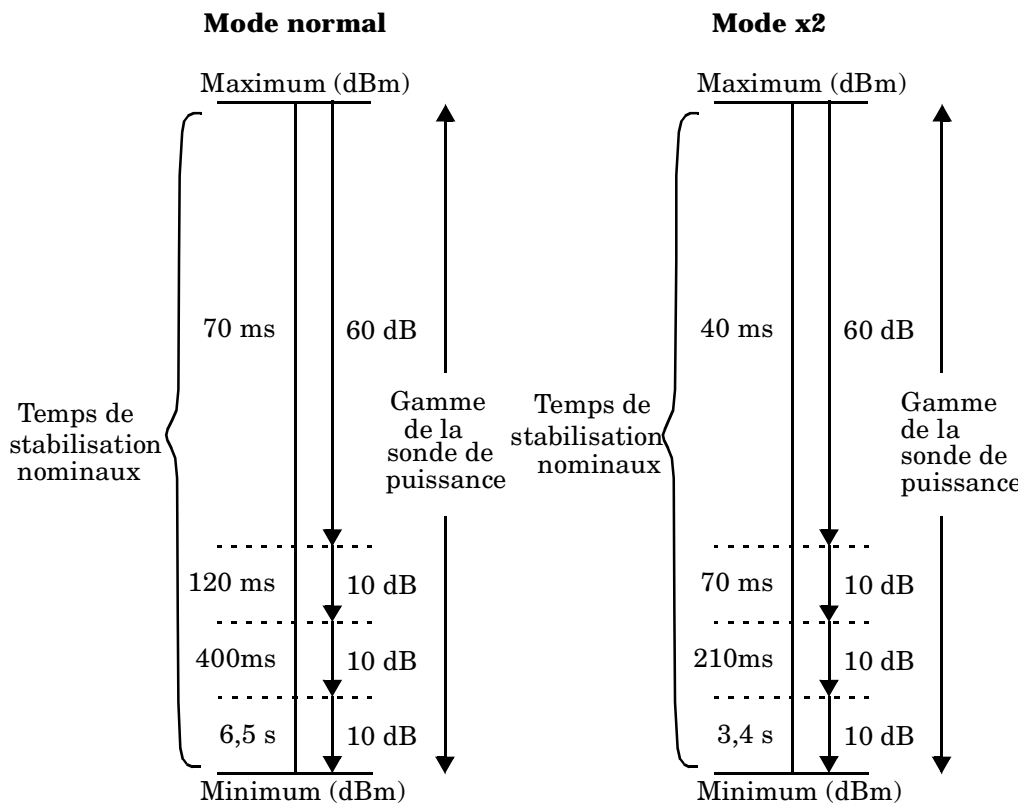 Mode normal
Maximum (dBm)
70 ms
60 dB
Temps de
stabilisation
nominaux
Gamme
de la
sonde de
puissance
120 ms
10 dB
400ms
10 dB
6,5 s
10 dB
Minimum (dBm)
Mode x2
Maximum (dBm)
40 ms
60 dB
Temps de
stabilisation
nominaux
Gamme
de la
sonde de
puissance
70 ms
10 dB
210ms
10 dB
3,4 s
10 dB
Minimum (dBm)